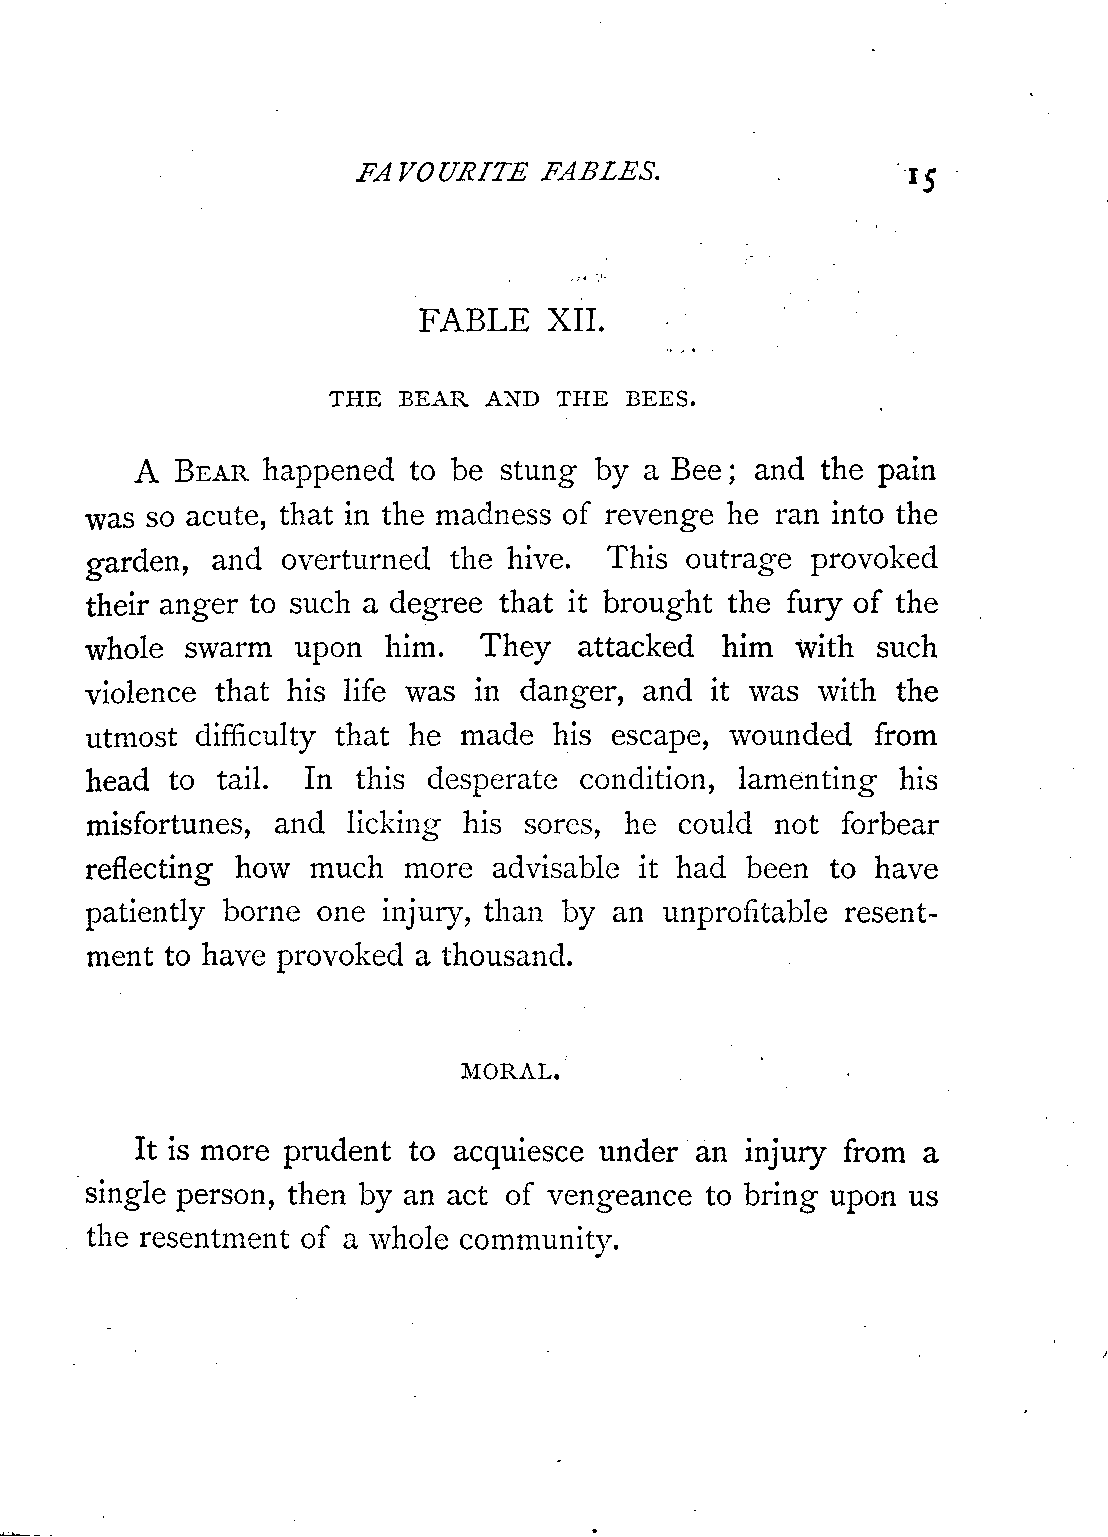 FAVOURITE FABLES. 15
FABLE XII.
THE BEAR AND THE BEES.
A BEAR happened to be stung by a Bee; and the pain
was so acute, that in the madness of revenge he ran into the
garden, and overturned the hive. This outrage provoked
their anger to such a degree that it brought the fury of the
whole swarm upon him. They attacked him with such
violence that his life was in danger, and it was with the
utmost difficulty that he made his escape, wounded from
head to tail. In this desperate condition, lamenting his
misfortunes, and licking his sores, he could not forbear
reflecting how much more advisable it had been to have
patiently borne one injury, than by an unprofitable resent-
ment to have provoked a thousand.
MORAL.
It is more prudent to acquiesce under an injury from a
single person, then by an act of vengeance to bring upon us
the resentment of a whole community.